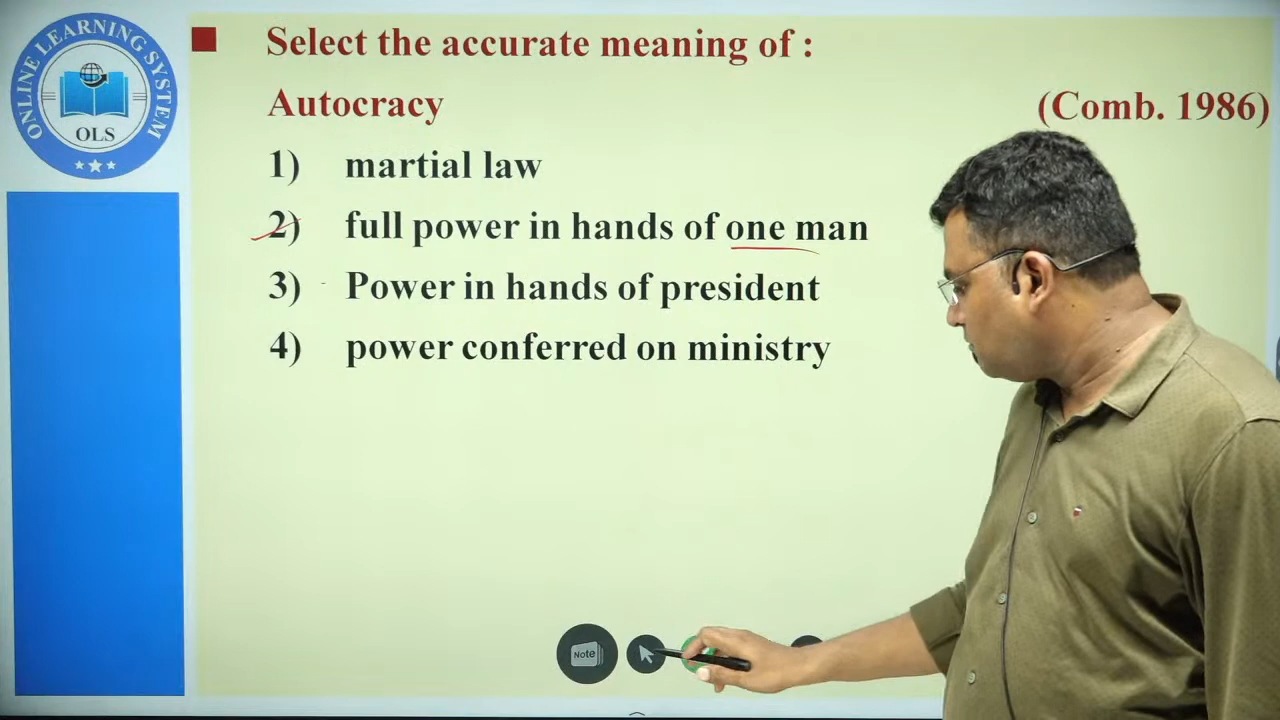 ONLINE LEARNING SYSTEM
OLS
Select the accurate meaning of :
Autocracy (Comb. 1986)
1) martial law
2) full power in hands of one man
3) Power in hands of president
4) power conferred on ministry
Note